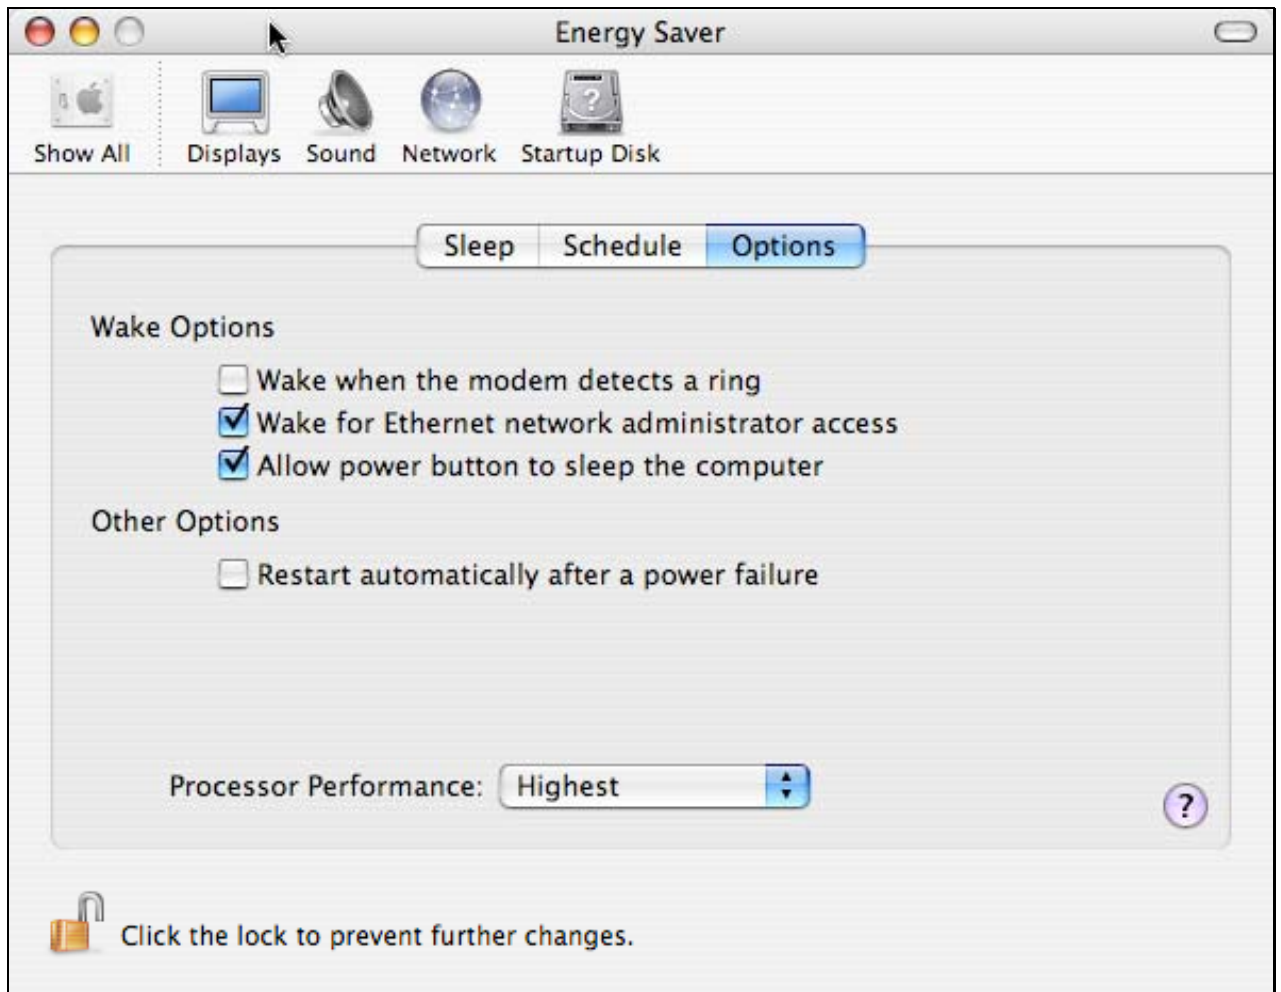 Energy Saver
Show All
Displays
Sound
Network
Startup Disk
Sleep
Schedule
Options
Wake Options
Wake when the modem detects a ring
Wake for Ethernet network administrator access
Allow power button to sleep the computer
Other Options
Restart automatically after a power failure
Processor Performance: Highest
?
Click the lock to prevent further changes.